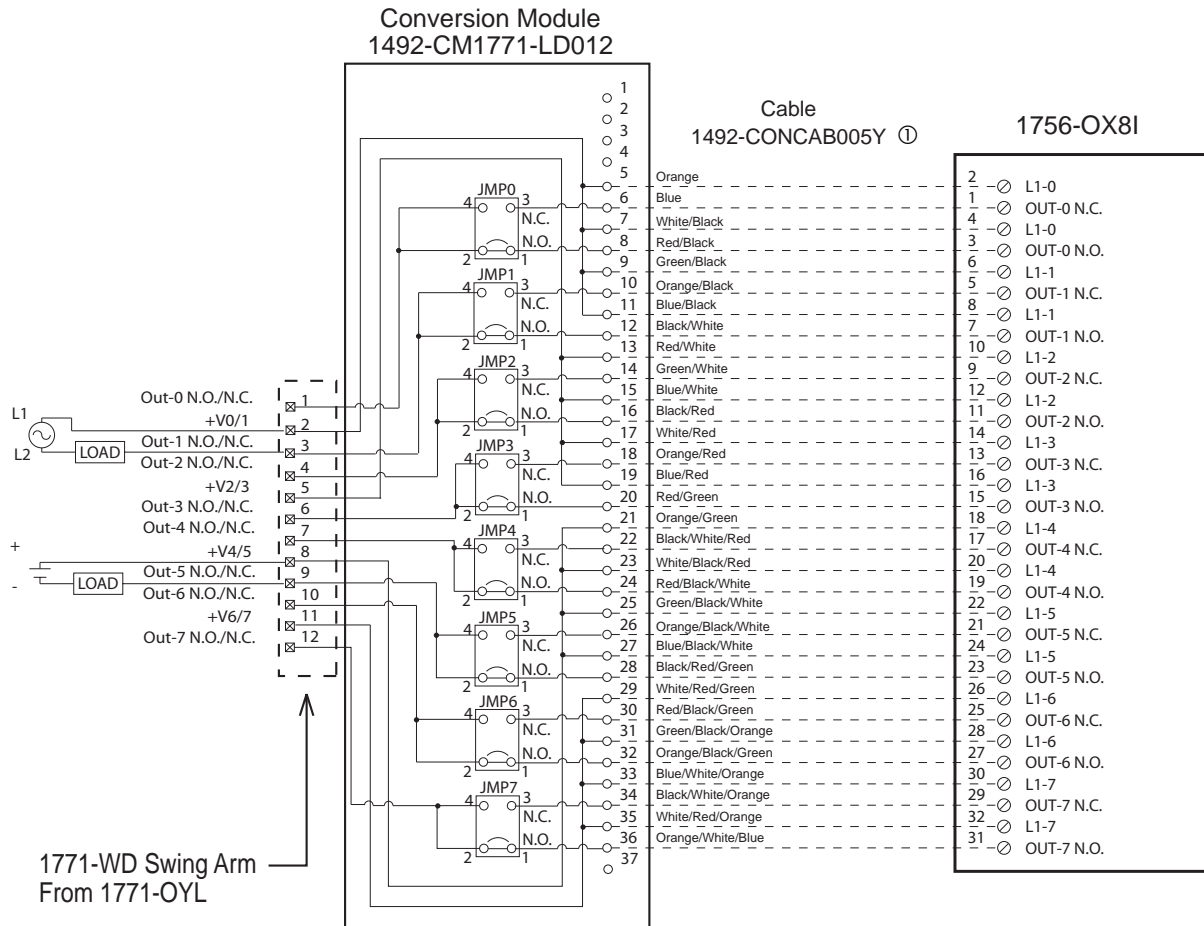 Conversion Module
1492-CM1771-LD012
Cable
1492-CONCAB005Y ①
1756-OX8I
1
2
3
4
5 Orange 2 L1-0
6 Blue 1 OUT-0 N.C.
7 White/Black 4 L1-0
8 Red/Black 3 OUT-0 N.O.
9 Green/Black 6 L1-1
10 Orange/Black 5 OUT-1 N.C.
11 Blue/Black 8 L1-1
12 Black/White 7 OUT-1 N.O.
13 Red/White 10 L1-2
14 Green/White 9 OUT-2 N.C.
15 Blue/White 12 L1-2
16 Black/Red 11 OUT-2 N.O.
17 White/Red 14 L1-3
18 Orange/Red 13 OUT-3 N.C.
19 Blue/Red 16 L1-3
20 Red/Green 15 OUT-3 N.O.
21 Orange/Green 18 L1-4
22 Black/White/Red 17 OUT-4 N.C.
23 White/Black/Red 20 L1-4
24 Red/Black/White 19 OUT-4 N.O.
25 Green/Black/White 22 L1-5
26 Orange/Black/White 21 OUT-5 N.C.
27 Blue/Black/White 24 L1-5
28 Black/Red/Green 23 OUT-5 N.O.
29 White/Red/Green 26 L1-6
30 Red/Black/Green 25 OUT-6 N.C.
31 Green/Black/Orange 28 L1-6
32 Orange/Black/Green 27 OUT-6 N.O.
33 Blue/White/Orange 30 L1-7
34 Black/White/Orange 29 OUT-7 N.C.
35 White/Red/Orange 32 L1-7
36 Orange/White/Blue 31 OUT-7 N.O.
37
JMP0
4 3
N.C.
N.O.
2 1
JMP1
4 3
N.C.
N.O.
2 1
JMP2
4 3
N.C.
N.O.
2 1
JMP3
4 3
N.C.
N.O.
2 1
JMP4
4 3
N.C.
N.O.
2 1
JMP5
4 3
N.C.
N.O.
2 1
JMP6
4 3
N.C.
N.O.
2 1
JMP7
4 3
N.C.
N.O.
2 1
Out-0 N.O./N.C. 1
L1
+V0/1 2
Out-1 N.O./N.C. 3
L2 LOAD
Out-2 N.O./N.C. 4
+V2/3 5
Out-3 N.O./N.C. 6
Out-4 N.O./N.C. 7
+
+V4/5 8
Out-5 N.O./N.C. 9
- LOAD
Out-6 N.O./N.C. 10
+V6/7 11
Out-7 N.O./N.C. 12
1771-WD Swing Arm
From 1771-OYL